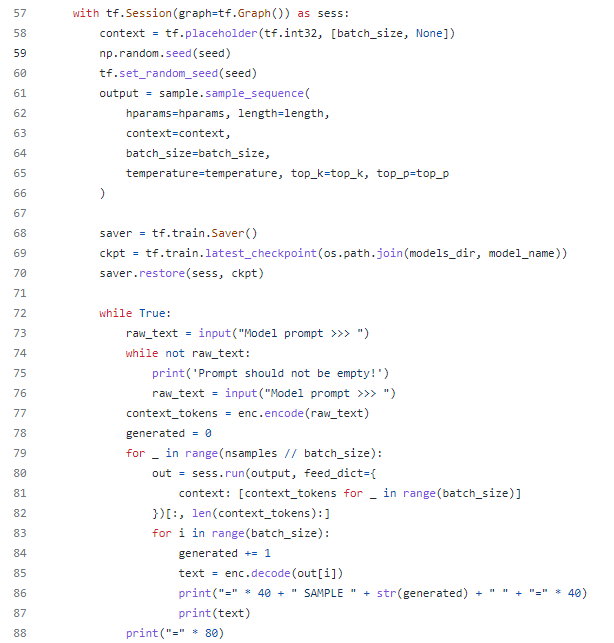 57 with tf.Session(graph=tf.Graph()) as sess:
58 context = tf.placeholder(tf.int32, [batch_size, None])
59 np.random.seed(seed)
60 tf.set_random_seed(seed)
61 output = sample.sample_sequence(
62 hparams=hparams, length=length,
63 context=context,
64 batch_size=batch_size,
65 temperature=temperature, top_k=top_k, top_p=top_p
66 )
67
68 saver = tf.train.Saver()
69 ckpt = tf.train.latest_checkpoint(os.path.join(models_dir, model_name))
70 saver.restore(sess, ckpt)
71
72 while True:
73 raw_text = input("Model prompt >>> ")
74 while not raw_text:
75 print('Prompt should not be empty!')
76 raw_text = input("Model prompt >>> ")
77 context_tokens = enc.encode(raw_text)
78 generated = 0
79 for _ in range(nsamples // batch_size):
80 out = sess.run(output, feed_dict={
81 context: [context_tokens for _ in range(batch_size)]
82 })[:, len(context_tokens):]
83 for i in range(batch_size):
84 generated += 1
85 text = enc.decode(out[i])
86 print("=" * 40 + " SAMPLE " + str(generated) + " " + "=" * 40)
87 print(text)
88 print("=" * 80)